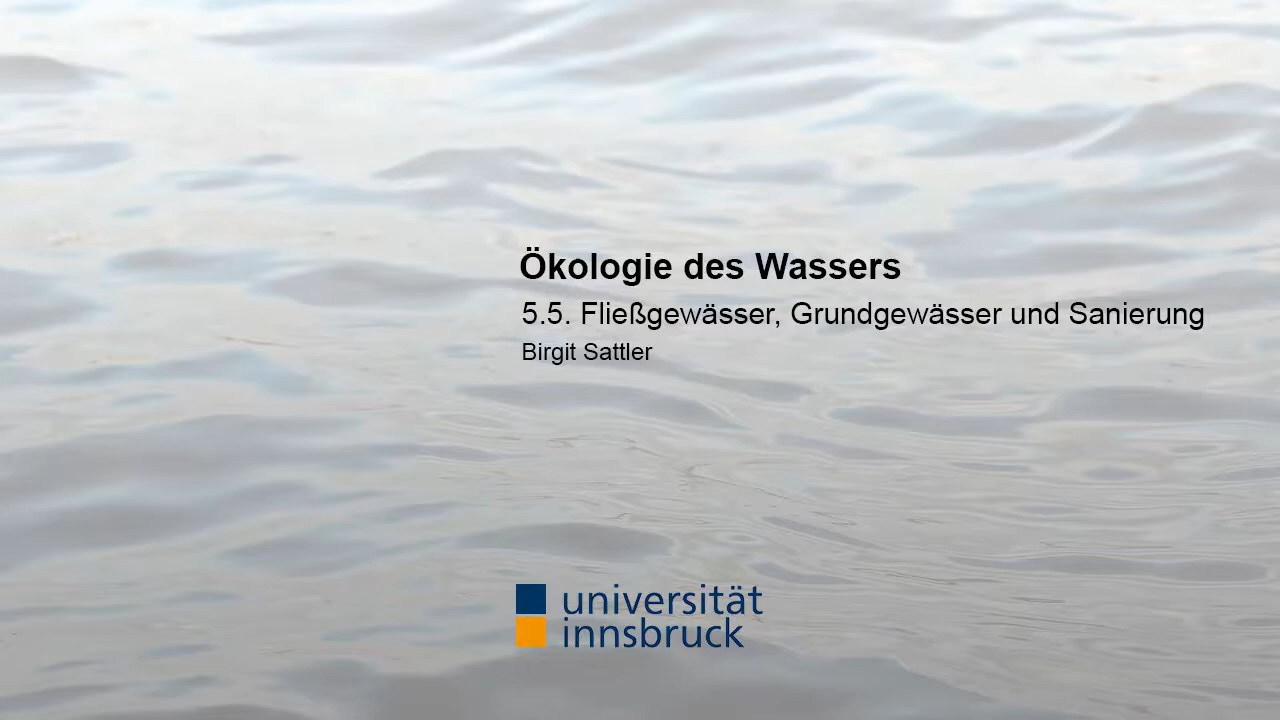 Ökologie des Wassers
5.5. Fließgewässer, Grundgewässer und Sanierung
Birgit Sattler
universität
innsbruck